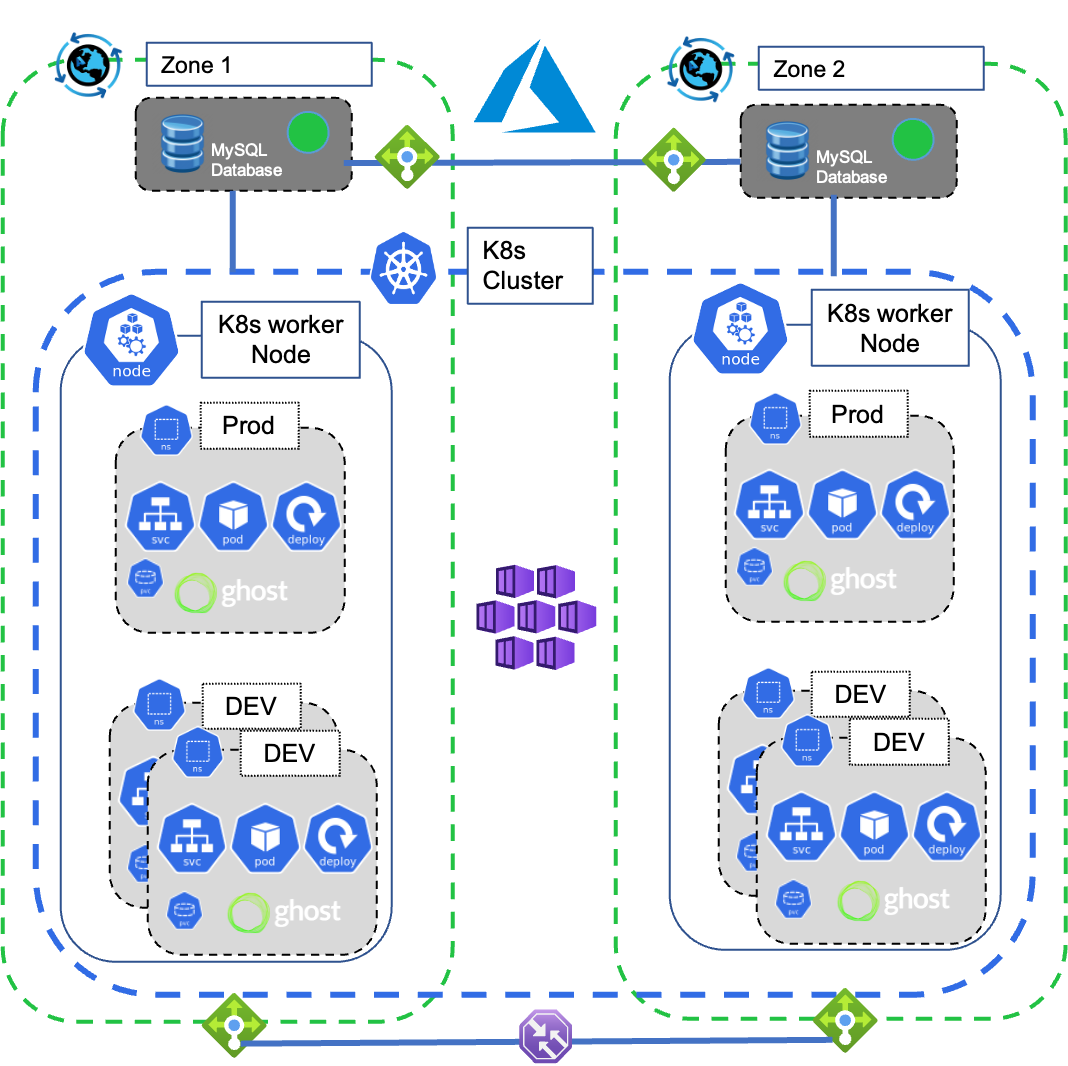 Zone 1
Zone 2
MySQL
Database
MySQL
Database
K8s
Cluster
node
K8s worker
Node
node
K8s worker
Node
ns
Prod
svc
pod
deploy
pvc
ghost
ns
Prod
svc
pod
deploy
pvc
ghost
ns
DEV
ns
DEV
svc
pod
deploy
pvc
ghost
ns
DEV
ns
DEV
svc
pod
deploy
pvc
ghost